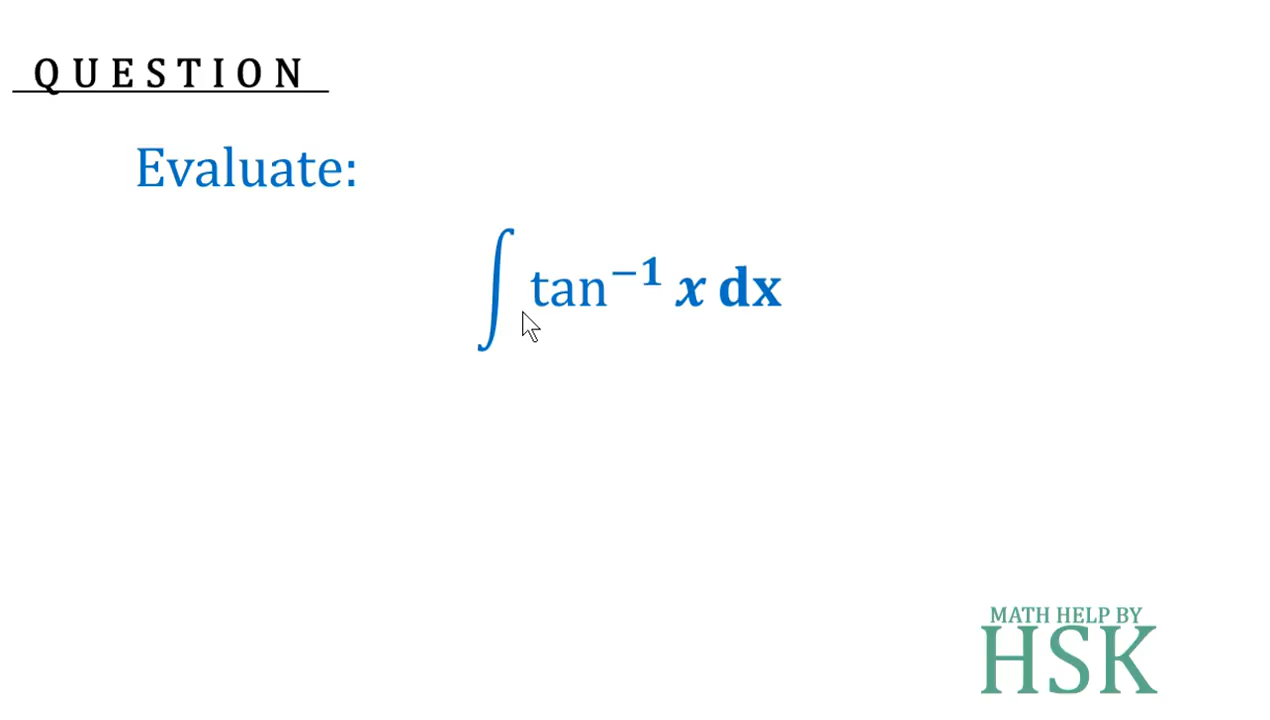 QUESTION
Evaluate:
∫ tan⁻¹ x dx
MATH HELP BY
HSK